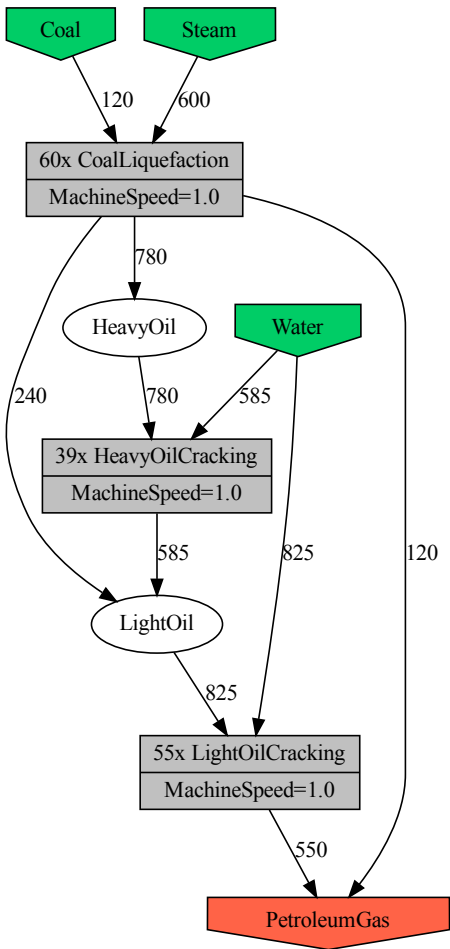 Coal
Steam
120
600
60x CoalLiquefaction
MachineSpeed=1.0
780
HeavyOil
Water
240
780
585
39x HeavyOilCracking
MachineSpeed=1.0
585
825
120
LightOil
825
55x LightOilCracking
MachineSpeed=1.0
550
PetroleumGas